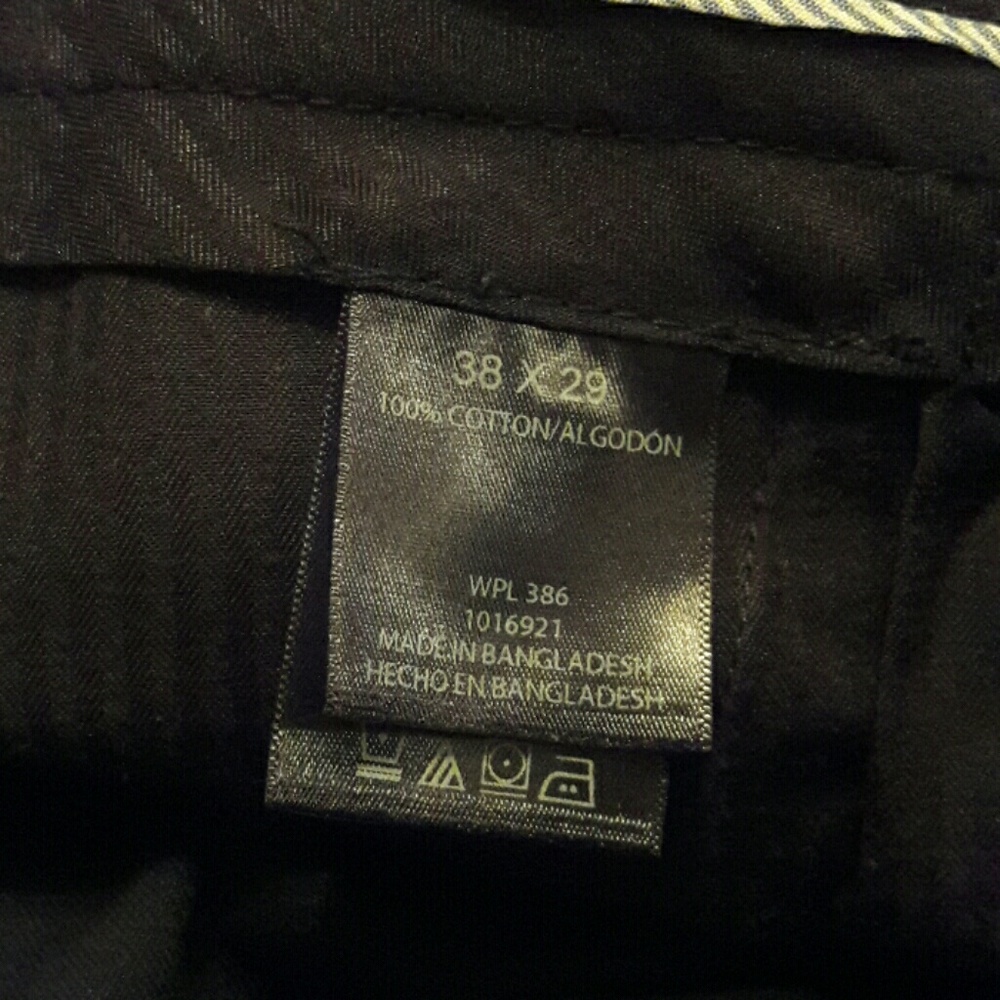 38 X 29
100% COTTON/ALGODÓN
WPL 386
1016921
MADE IN BANGLADESH
HECHO EN BANGLADESH